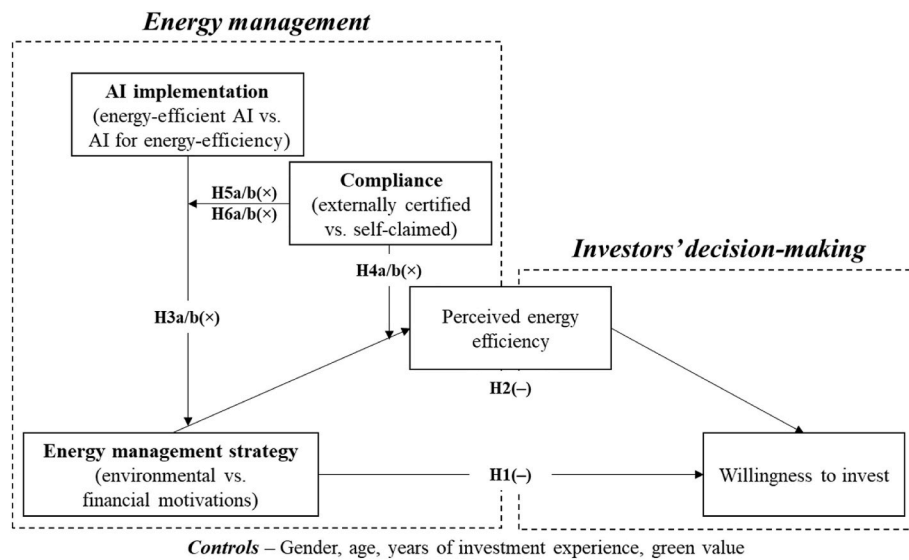 Energy management
AI implementation
(energy-efficient AI vs.
AI for energy-efficiency)
H5a/b(×)
H6a/b(×)
Compliance
(externally certified
vs. self-claimed)
Investors' decision-making
H4a/b(×)
H3a/b(×)
Perceived energy
efficiency
H2(–)
Energy management strategy
(environmental vs.
financial motivations)
H1(–)
Willingness to invest
Controls – Gender, age, years of investment experience, green value